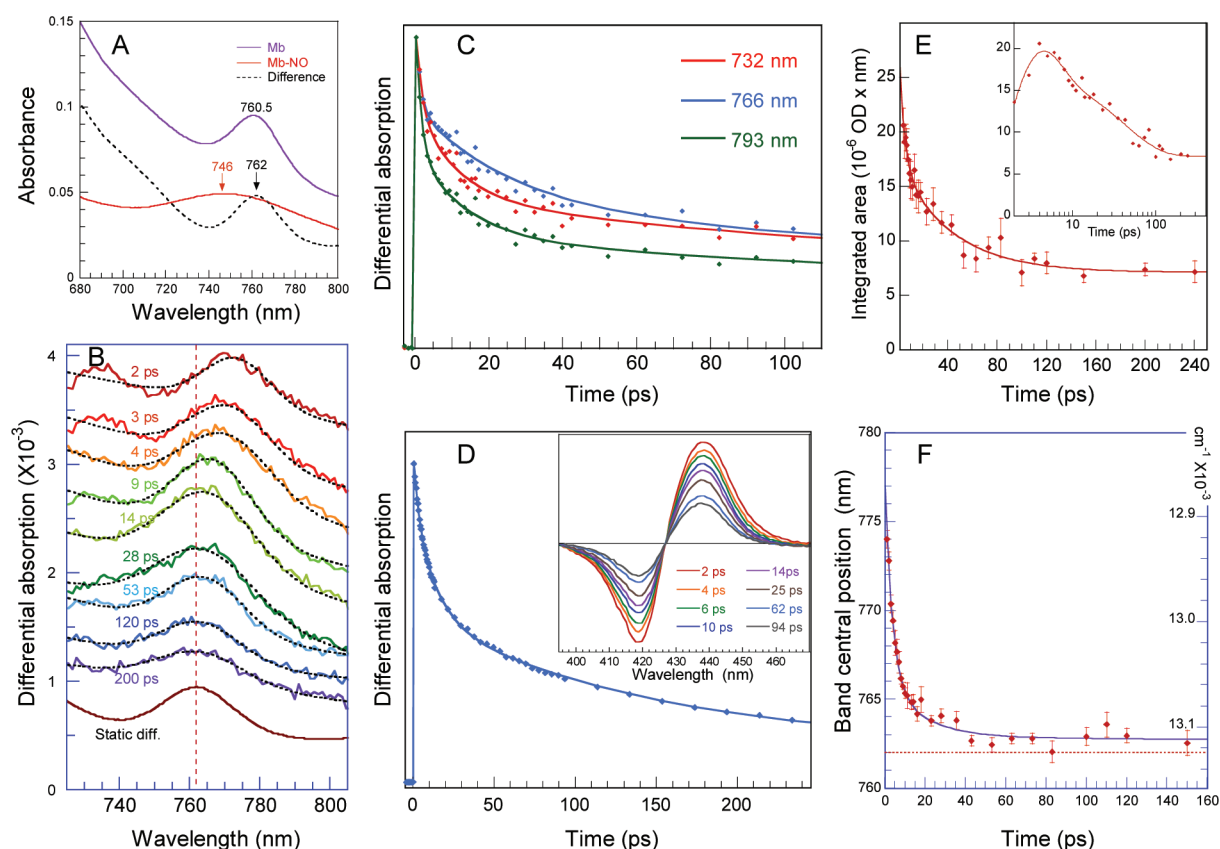 A
Mb
Mb-NO
Difference
760.5
746
762
0.15
0.1
0.05
0
680 700 720 740 760 780 800
Absorbance
Wavelength (nm)
B
2 ps
3 ps
4 ps
9 ps
14 ps
28 ps
53 ps
120 ps
200 ps
Static diff.
4
3
2
1
0
740 760 780 800
Differential absorption (X10-3)
Wavelength (nm)
C
732 nm
766 nm
793 nm
Differential absorption
0 20 40 60 80 100
Time (ps)
D
2 ps
4 ps
6 ps
10 ps
14ps
25 ps
62 ps
94 ps
400 410 420 430 440 450 460
Wavelength (nm)
Differential absorption
0 50 100 150 200
Time (ps)
E
20
15
10
5
0
10 100
Time (ps)
25
20
15
10
5
0
0 40 80 120 160 200 240
Integrated area (10-6 OD x nm)
Time (ps)
F
780
775
770
765
760
cm-1 X10-3
12.9
13.0
13.1
0 20 40 60 80 100 120 140 160
Band central position (nm)
Time (ps)